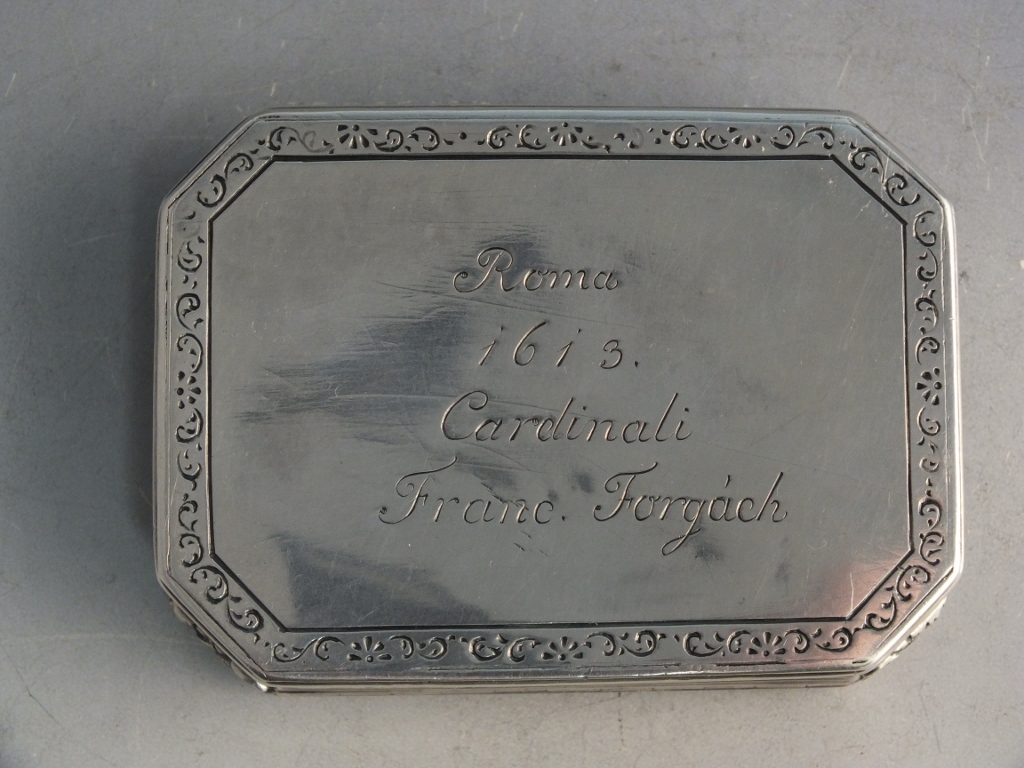 Roma
1613.
Cardinali
Franc. Forgách